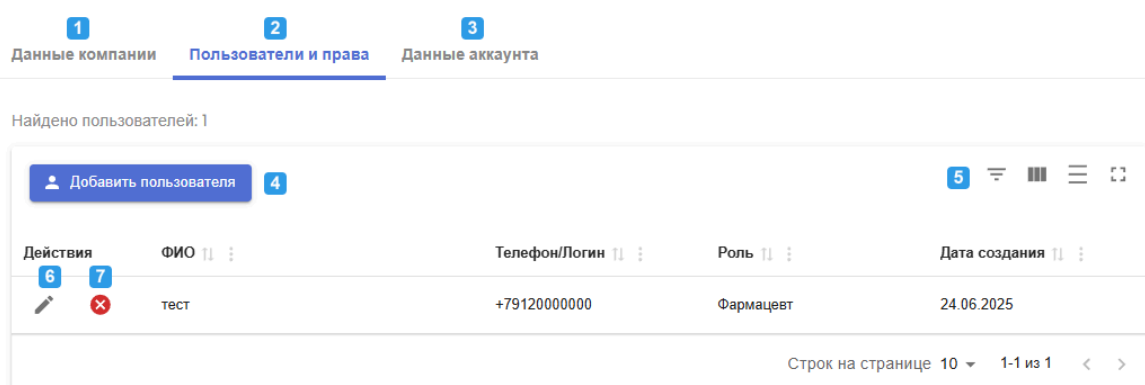 1 2 3
Данные компании Пользователи и права Данные аккаунта
Найдено пользователей: 1
Добавить пользователя 4 5
Действия ФИО Телефон/Логин Роль Дата создания
6 7
тест +79120000000 Фармацевт 24.06.2025
Строк на странице 10 1-1 из 1